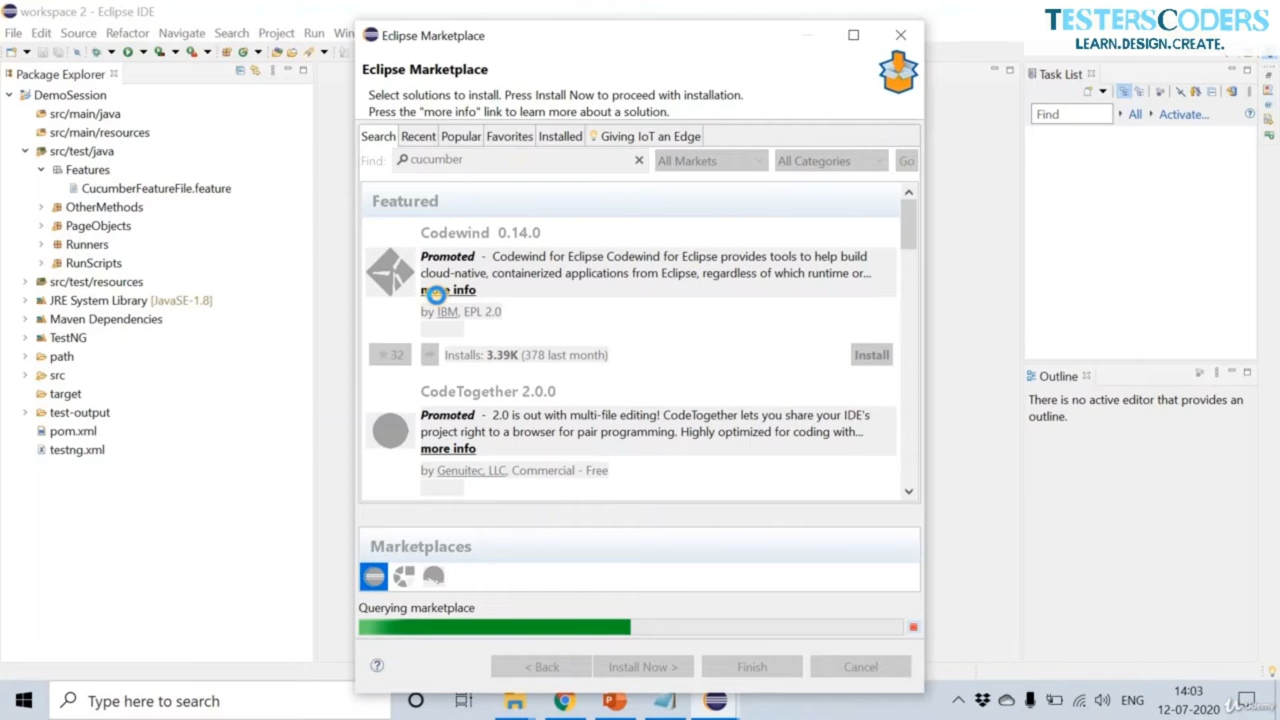 workspace 2 - Eclipse IDE
File Edit Source Refactor Navigate Search Project Run Win
TESTERSCODERS
LEARN.DESIGN.CREATE.
Package Explorer
DemoSession
src/main/java
src/main/resources
src/test/java
Features
CucumberFeatureFile.feature
OtherMethods
PageObjects
Runners
RunScripts
src/test/resources
JRE System Library [JavaSE-1.8]
Maven Dependencies
TestNG
path
src
target
test-output
pom.xml
testng.xml
Eclipse Marketplace
Eclipse Marketplace
Select solutions to install. Press Install Now to proceed with installation.
Press the "more info" link to learn more about a solution.
Search Recent Popular Favorites Installed Giving IoT an Edge
Find: cucumber All Markets All Categories Go
Featured
Codewind 0.14.0
Promoted - Codewind for Eclipse Codewind for Eclipse provides tools to help build
cloud-native, containerized applications from Eclipse, regardless of which runtime or...
more info
by IBM, EPL 2.0
32 Installs: 3.39K (378 last month) Install
CodeTogether 2.0.0
Promoted - 2.0 is out with multi-file editing! CodeTogether lets you share your IDE's
project right to a browser for pair programming. Highly optimized for coding with...
more info
by Genuitec, LLC, Commercial - Free
Marketplaces
Querying marketplace
< Back Install Now > Finish Cancel
Task List
Find All Activate...
Outline
There is no active editor that provides an
outline.
Type here to search
ENG
14:03
12-07-2020
Udemy